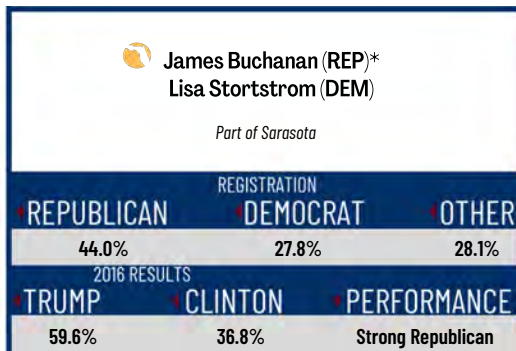 James Buchanan (REP)*
Lisa Stortstrom (DEM)
Part of Sarasota
REGISTRATION
REPUBLICAN DEMOCRAT OTHER
44.0% 27.8% 28.1%
2016 RESULTS
TRUMP CLINTON PERFORMANCE
59.6% 36.8% Strong Republican